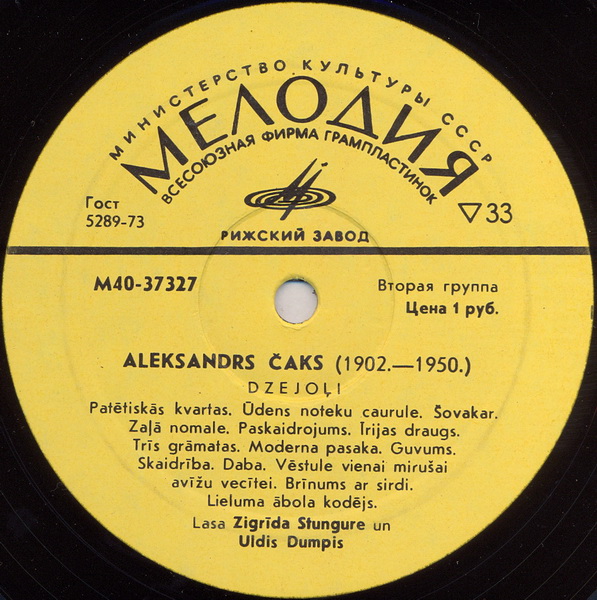 МИНИСТЕРСТВО КУЛЬТУРЫ СССР
МЕЛОДИЯ
ВСЕСОЮЗНАЯ ФИРМА ГРАМПЛАСТИНОК
Гост
5289-73
▽33
РИЖСКИЙ ЗАВОД
М40-37327
Вторая группа
Цена 1 руб.
ALEKSANDRS ČAKS (1902.—1950.)
DZEJOĻI
Patētiskās kvartas. Ūdens noteku caurule. Šovakar.
Zaļā nomale. Paskaidrojums. Īrijas draugs.
Trīs grāmatas. Moderna pasaka. Guvums.
Skaidrība. Daba. Vēstule vienai mirušai
avīžu vecītei. Brīnums ar sirdi.
Lieluma ābola kodējs.
Lasa Zigrīda Stungure un
Uldis Dumpis